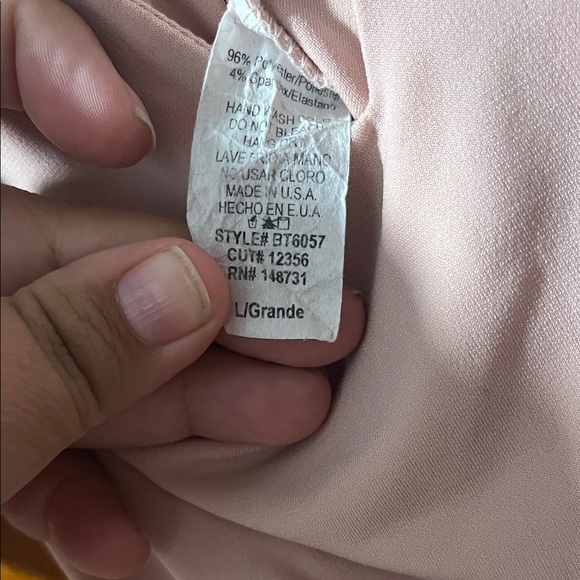 96% Polyester/Poliester
4% Spandex/Elastano
HAND WASH COLD
DO NOT BLEACH
HANG DRY
LAVE FRIO A MANO
NO USAR CLORO
MADE IN U.S.A.
HECHO EN E.U.A.
STYLE# BT6057
CUT# 12356
RN# 148731
L/Grande